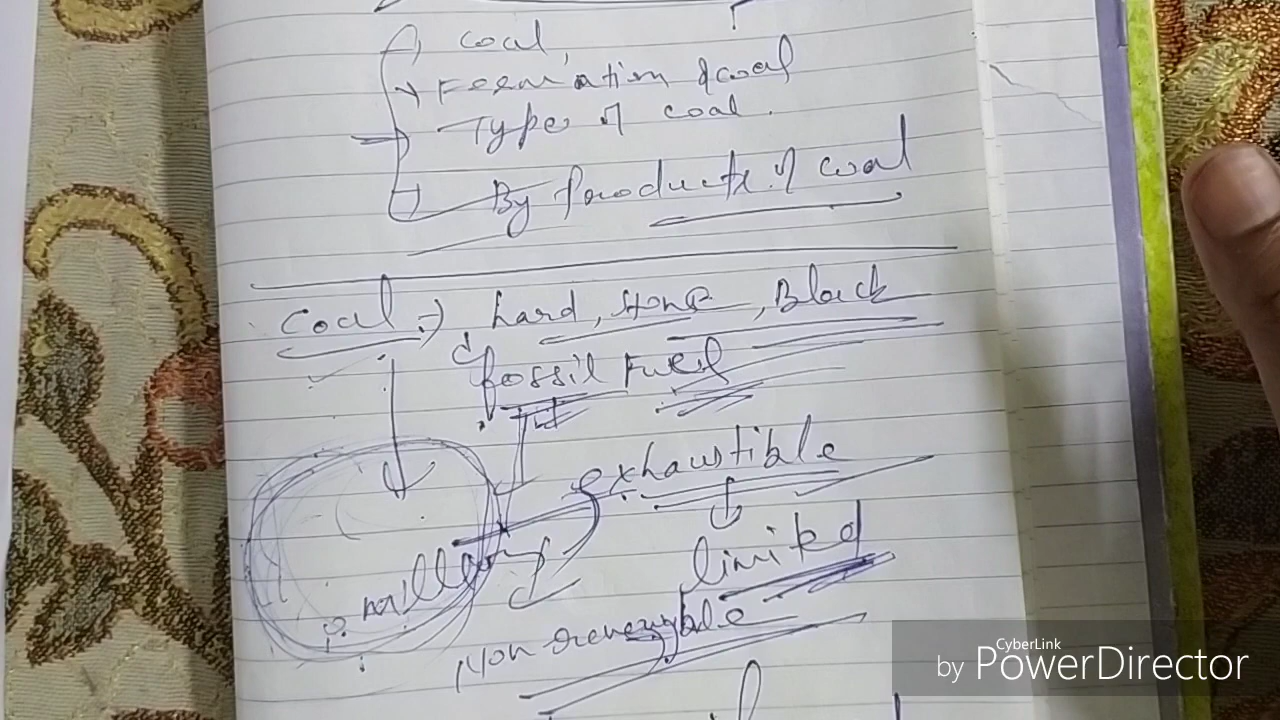 coal,
Formation of coal
Type of coal.
By products of coal
Coal :-) hard, stone, Black
fossil Fuel
exhaustible
limited
Non renewable
CyberLink
by PowerDirector